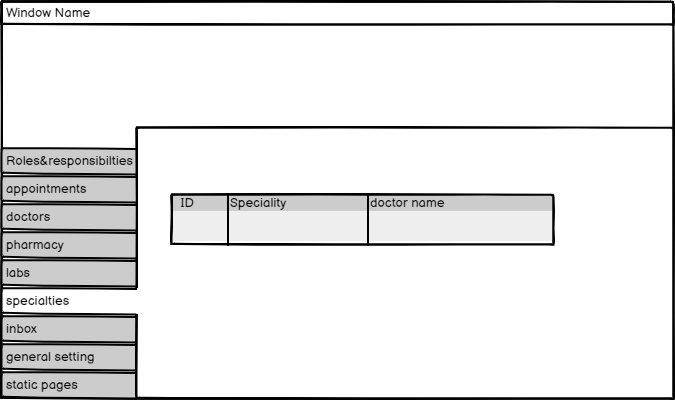 Window Name
Roles&responsibilties
appointments
doctors
pharmacy
labs
specialties
inbox
general setting
static pages
ID Speciality doctor name